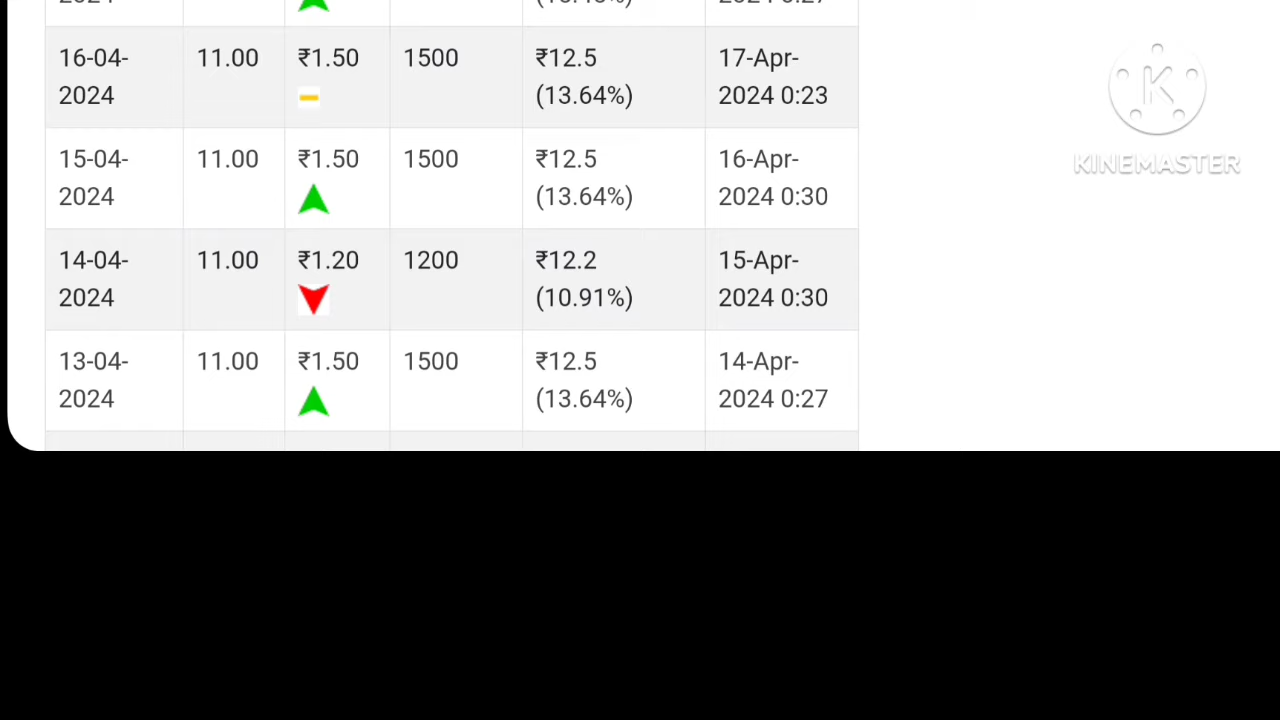 16-04- 11.00 ₹1.50 1500 ₹12.5 17-Apr-
2024 (13.64%) 2024 0:23
15-04- 11.00 ₹1.50 1500 ₹12.5 16-Apr-
2024 (13.64%) 2024 0:30
14-04- 11.00 ₹1.20 1200 ₹12.2 15-Apr-
2024 (10.91%) 2024 0:30
13-04- 11.00 ₹1.50 1500 ₹12.5 14-Apr-
2024 (13.64%) 2024 0:27
K
KINEMASTER